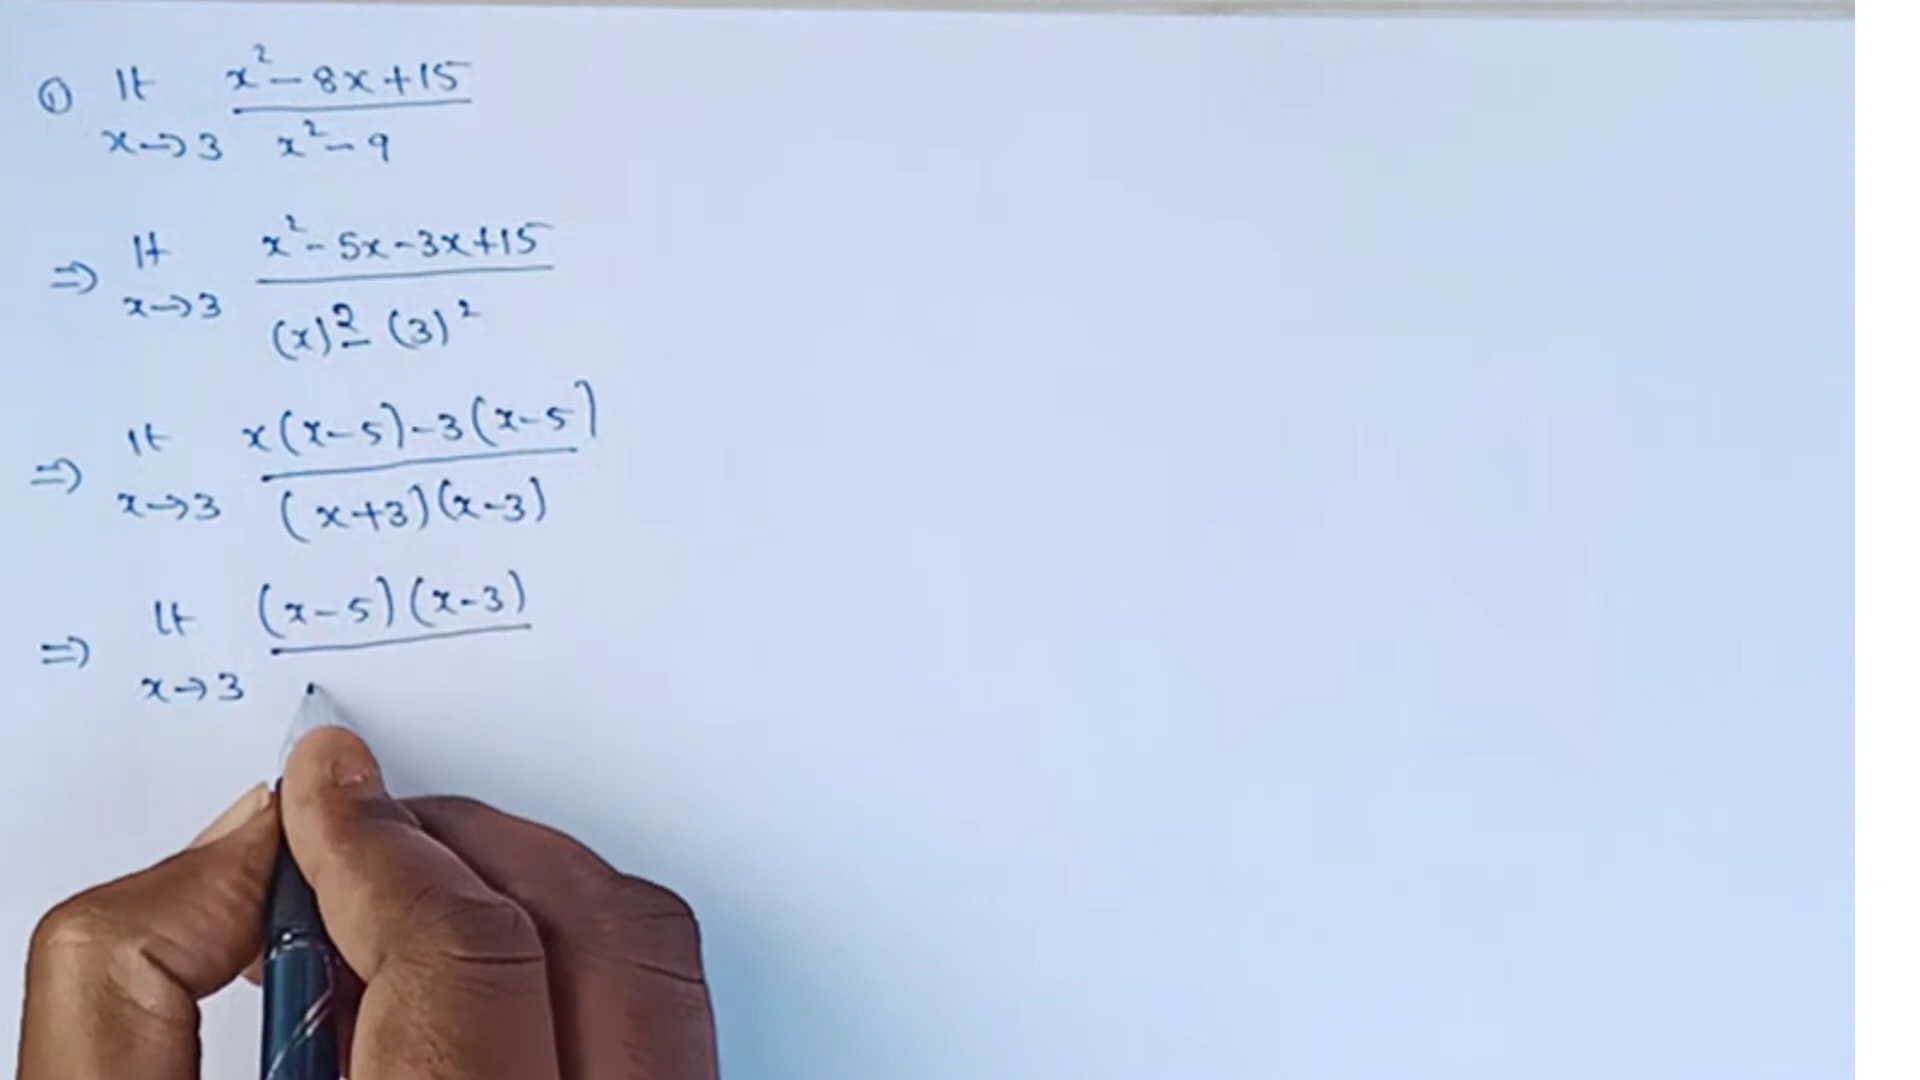 ① lt x→3 x²-8x+15 / x²-9
⇒ lt x→3 x²-5x-3x+15 / (x)²-(3)²
⇒ lt x→3 x(x-5)-3(x-5) / (x+3)(x-3)
⇒ lt x→3 (x-5)(x-3)